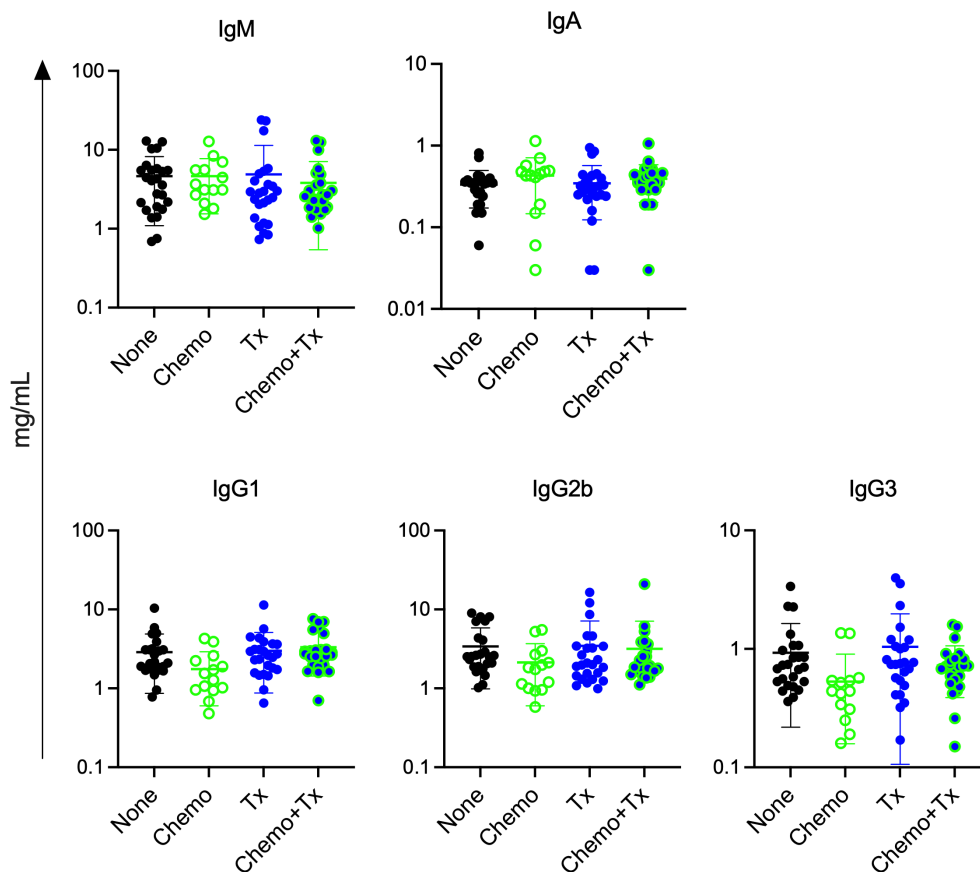 IgM
100
10
1
0.1
None
Chemo
Tx
Chemo+Tx
IgA
10
1
0.1
0.01
None
Chemo
Tx
Chemo+Tx
mg/mL
IgG1
100
10
1
0.1
None
Chemo
Tx
Chemo+Tx
IgG2b
100
10
1
0.1
None
Chemo
Tx
Chemo+Tx
IgG3
10
1
0.1
None
Chemo
Tx
Chemo+Tx